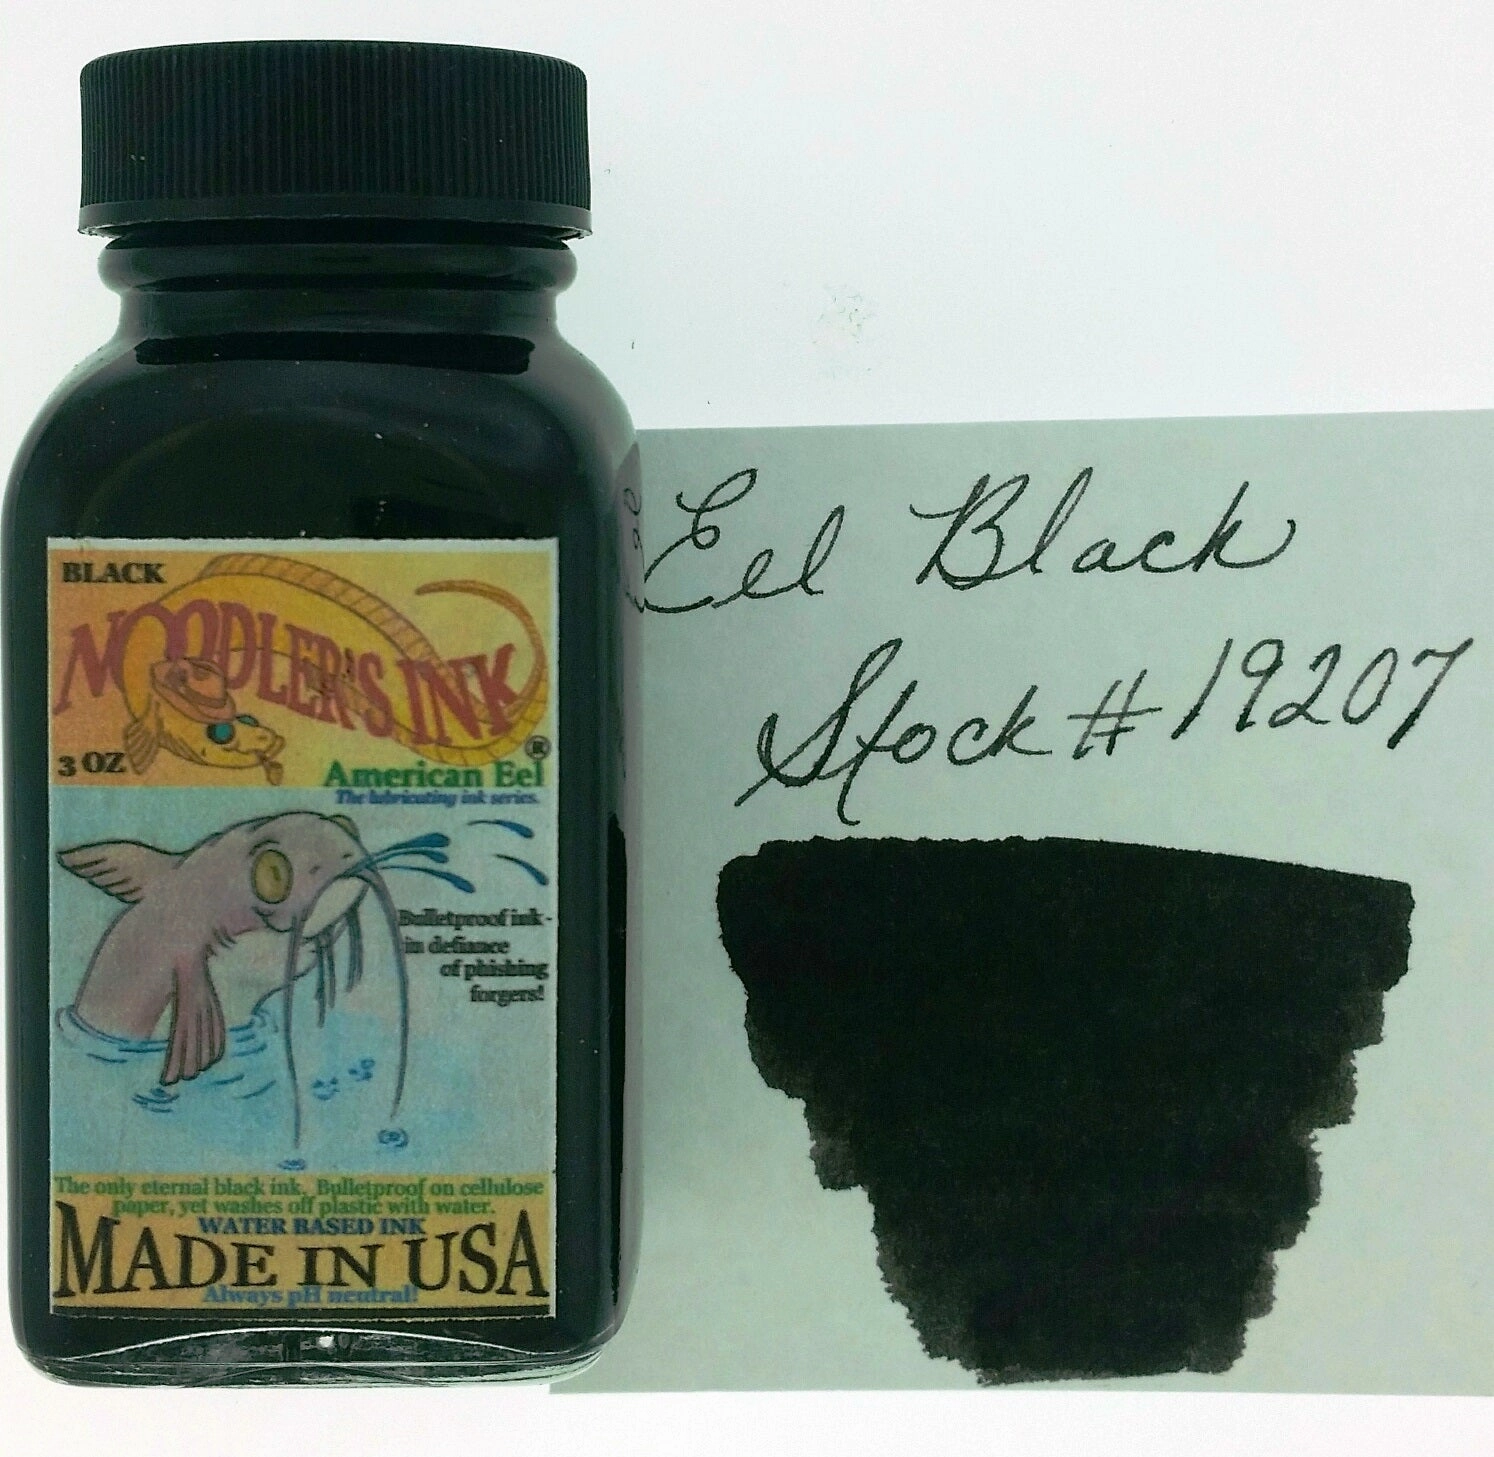 BLACK
NOODLER'S INK
®
3 OZ
American Eel
The lubricating ink series.
Bulletproof ink -
in defiance
of phishing
forgers!
The only eternal black ink. Bulletproof on cellulose
paper, yet washes off plastic with water.
WATER BASED INK
MADE IN USA
Always pH neutral!
Eel Black
Stock # 19207